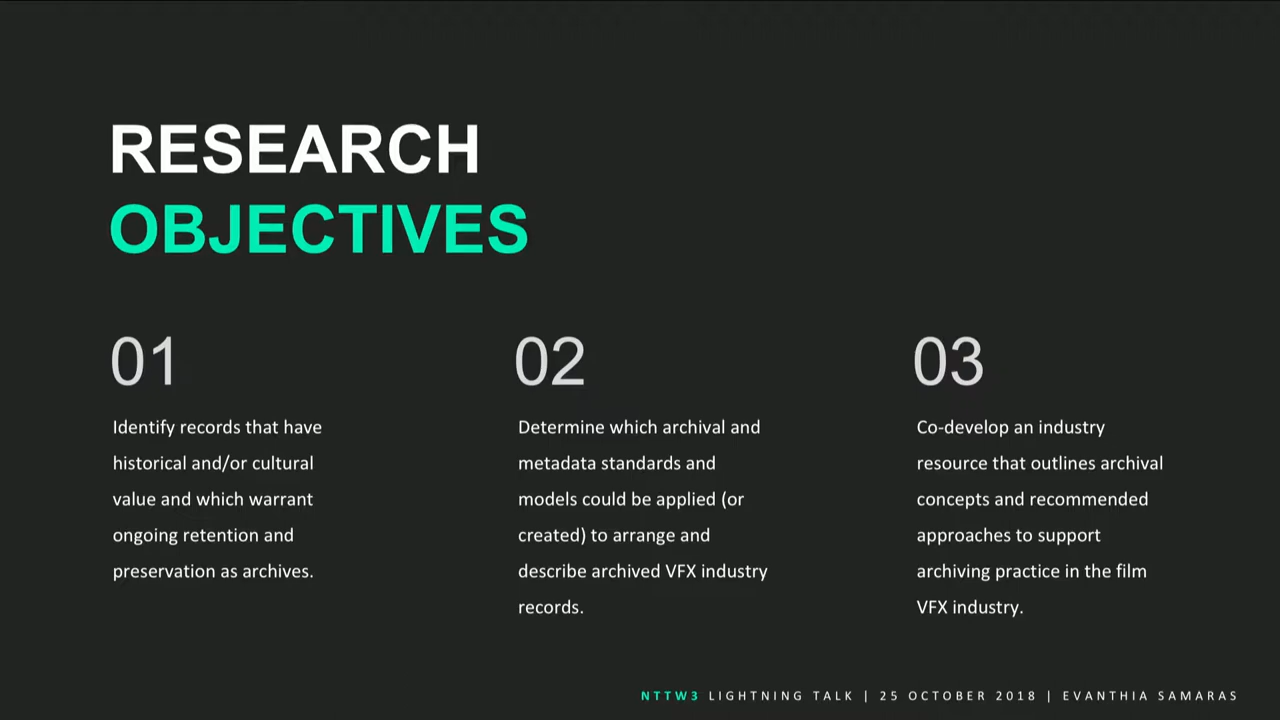 RESEARCH
OBJECTIVES
01
Identify records that have
historical and/or cultural
value and which warrant
ongoing retention and
preservation as archives.
02
Determine which archival and
metadata standards and
models could be applied (or
created) to arrange and
describe archived VFX industry
records.
03
Co-develop an industry
resource that outlines archival
concepts and recommended
approaches to support
archiving practice in the film
VFX industry.
NTTW3 LIGHTNING TALK | 25 OCTOBER 2018 | EVANTHIA SAMARAS